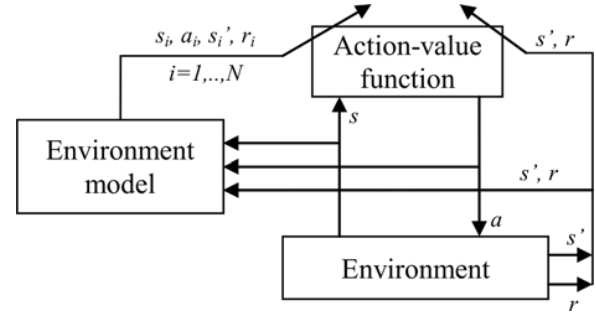 sᵢ, aᵢ, sᵢ’, rᵢ
i=1,..,N
Action-value
function
s’, r
s
Environment
model
s’, r
a
Environment
s’
r